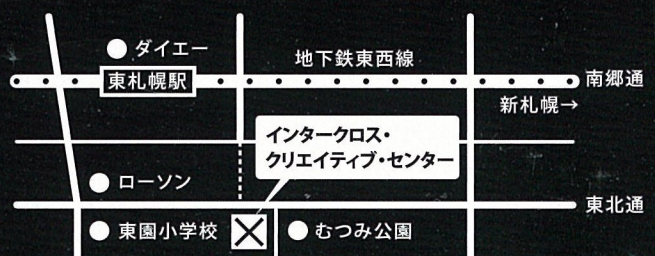 ダイエー
地下鉄東西線
東札幌駅
南郷通
新札幌→
インタークロス・
クリエイティブ・センター
ローソン
東北通
東園小学校
むつみ公園